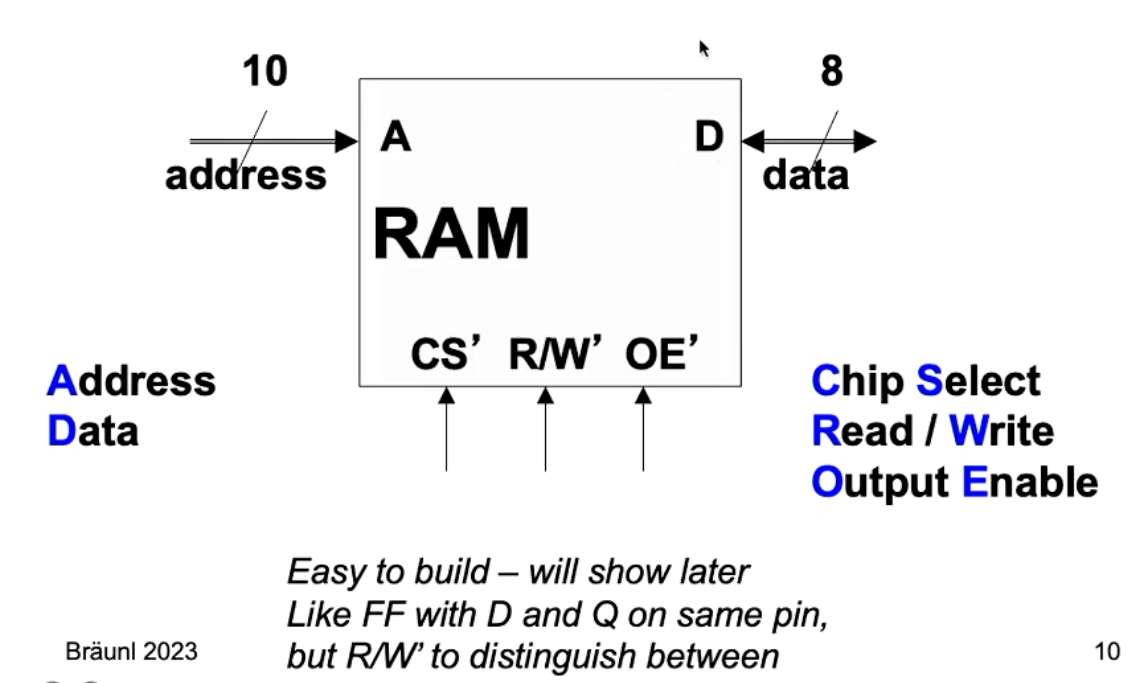 10
8
A
D
address
data
RAM
CS’ R/W’ OE’
Address
Data
Chip Select
Read / Write
Output Enable
Easy to build – will show later
Like FF with D and Q on same pin,
but R/W’ to distinguish between
Bräunl 2023
10